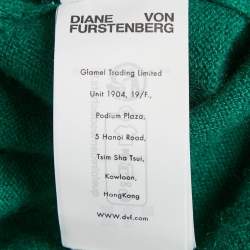 DIANE VON
FURSTENBERG
Glamel Trading Limited
Unit 1904, 19/F.,
Podium Plaza,
5 Hanoi Road,
Tsim Sha Tsui,
Kowloon,
HongKong
www.dvf.com